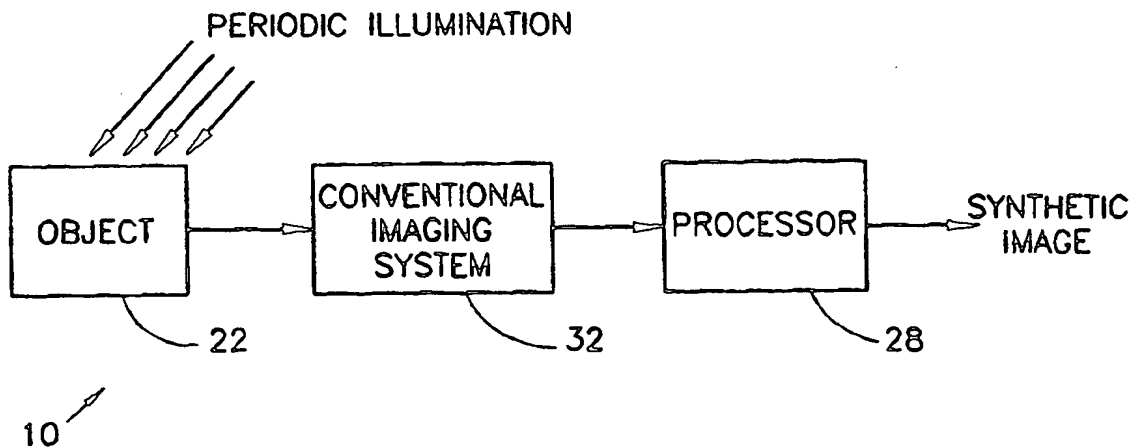 PERIODIC ILLUMINATION
OBJECT
CONVENTIONAL
IMAGING
SYSTEM
PROCESSOR
SYNTHETIC
IMAGE
22
32
28
10